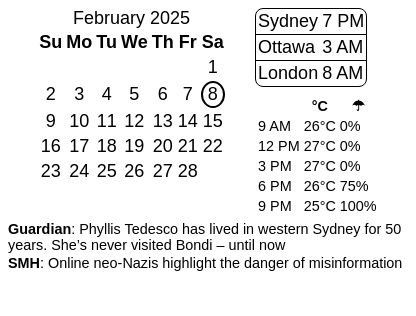 February 2025
Su Mo Tu We Th Fr Sa
1
2 3 4 5 6 7 8
9 10 11 12 13 14 15
16 17 18 19 20 21 22
23 24 25 26 27 28
Sydney 7 PM
Ottawa 3 AM
London 8 AM
°C ☂
9 AM 26°C 0%
12 PM 27°C 0%
3 PM 27°C 0%
6 PM 26°C 75%
9 PM 25°C 100%
Guardian: Phyllis Tedesco has lived in western Sydney for 50
years. She’s never visited Bondi – until now
SMH: Online neo-Nazis highlight the danger of misinformation